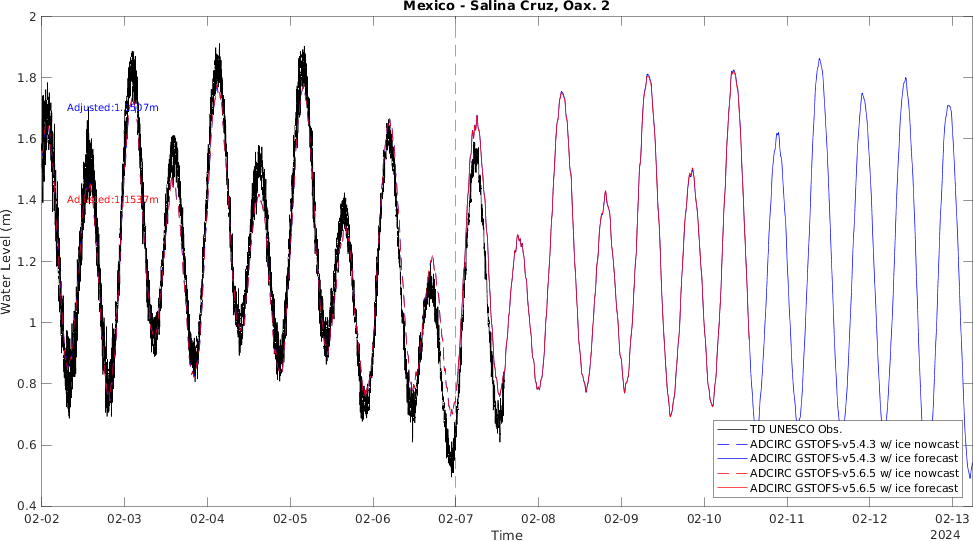 Mexico - Salina Cruz, Oax. 2
2
1.8
1.6
1.4
1.2
1
0.8
0.6
0.4
Water Level (m)
Adjusted:1.1537m
TD UNESCO Obs.
ADCIRC GSTOFS-v5.4.3 w/ ice nowcast
ADCIRC GSTOFS-v5.4.3 w/ ice forecast
ADCIRC GSTOFS-v5.6.5 w/ ice nowcast
ADCIRC GSTOFS-v5.6.5 w/ ice forecast
02-02 02-03 02-04 02-05 02-06 02-07 02-08 02-09 02-10 02-11 02-12 02-13
Time
2024